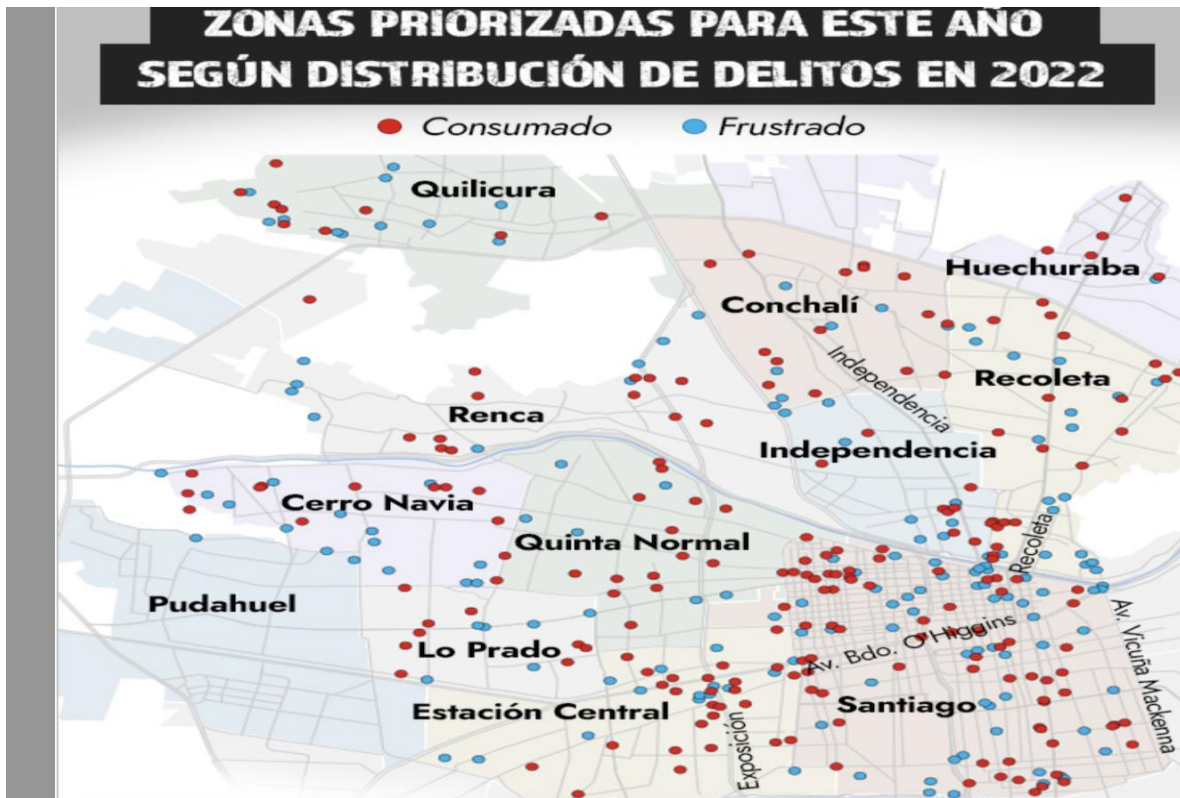 ZONAS PRIORIZADAS PARA ESTE AÑO
SEGÚN DISTRIBUCIÓN DE DELITOS EN 2022
Consumado Frustrado
Quilicura
Huechuraba
Conchalí
Independencia
Recoleta
Renca
Independencia
Cerro Navia
Quinta Normal
Recoleta
Pudahuel
Lo Prado
Av. Bdo. O'Higgins
Av. Vicuña Mackenna
Estación Central
Santiago
Exposición